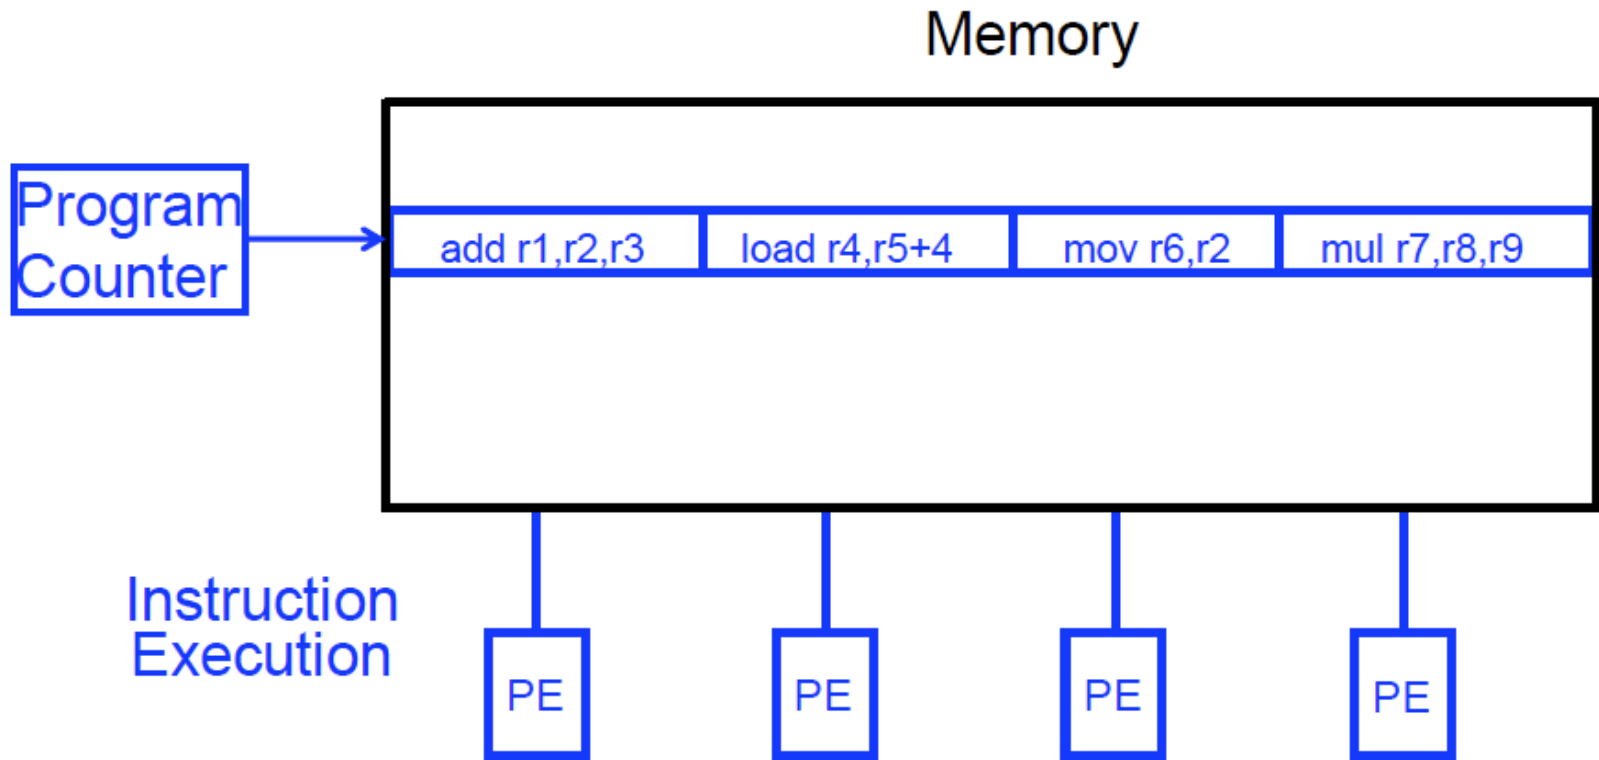 Memory
Program
Counter
add r1,r2,r3
load r4,r5+4
mov r6,r2
mul r7,r8,r9
Instruction
Execution
PE
PE
PE
PE